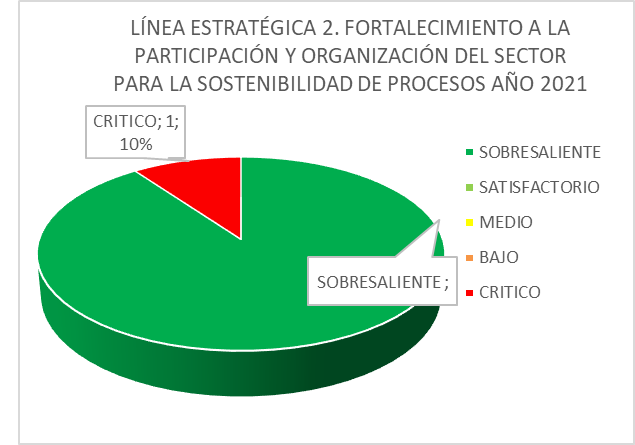 LÍNEA ESTRATÉGICA 2. FORTALECIMIENTO A LA
PARTICIPACIÓN Y ORGANIZACIÓN DEL SECTOR
PARA LA SOSTENIBILIDAD DE PROCESOS AÑO 2021
CRITICO; 1;
10%
SOBRESALIENTE ;
SOBRESALIENTE
SATISFACTORIO
MEDIO
BAJO
CRITICO